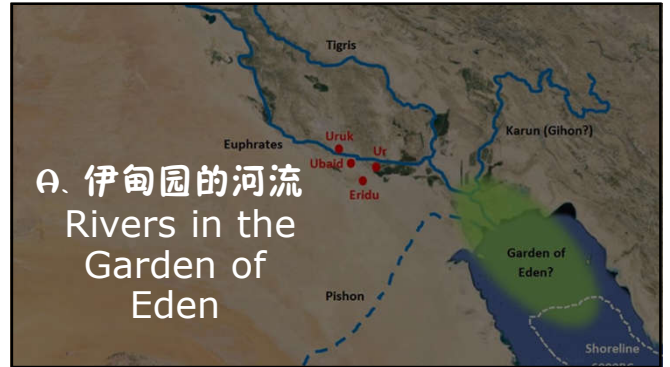 Tigris
Karun (Gihon?)
Uruk
Euphrates
Ubaid
Ur
Eridu
A、伊甸园的河流
Rivers in the
Garden of
Eden
Garden of
Eden?
Pishon
Shoreline